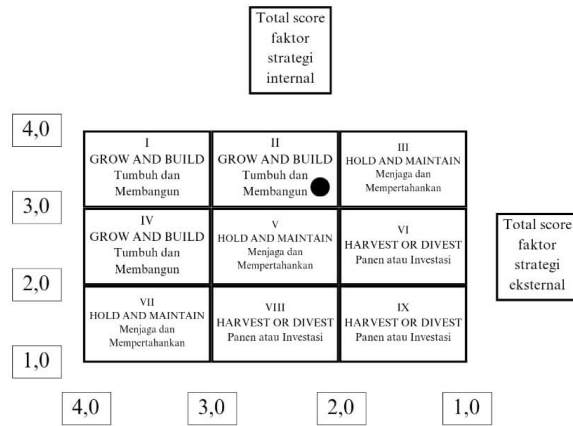 Total score
faktor
strategi
internal
4,0
3,0
2,0
1,0
I
GROW AND BUILD
Tumbuh dan
Membangun
II
GROW AND BUILD
Tumbuh dan
Membangun
III
HOLD AND MAINTAIN
Menjaga dan
Mempertahankan
IV
GROW AND BUILD
Tumbuh dan
Membangun
V
HOLD AND MAINTAIN
Menjaga dan
Mempertahankan
VI
HARVEST OR DIVEST
Panen atau Investasi
VII
HOLD AND MAINTAIN
Menjaga dan
Mempertahankan
VIII
HARVEST OR DIVEST
Panen atau Investasi
IX
HARVEST OR DIVEST
Panen atau Investasi
Total score
faktor
strategi
eksternal
4,0
3,0
2,0
1,0